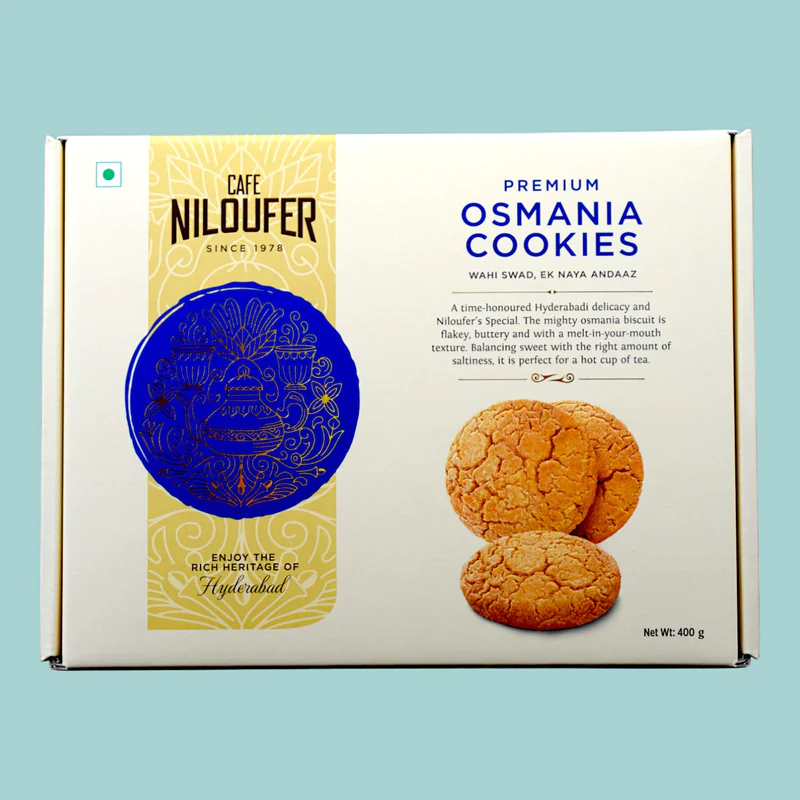 CAFE
NILOUFER
SINCE 1978
ENJOY THE
RICH HERITAGE OF
Hyderabad
PREMIUM
OSMANIA
COOKIES
WAHI SWAD, EK NAYA ANDAAZ
A time-honoured Hyderabadi delicacy and
Niloufer's Special. The mighty osmania biscuit is
flakey, buttery and with a melt-in-your-mouth
texture. Balancing sweet with the right amount of
saltiness, it is perfect for a hot cup of tea.
Net Wt: 400 g